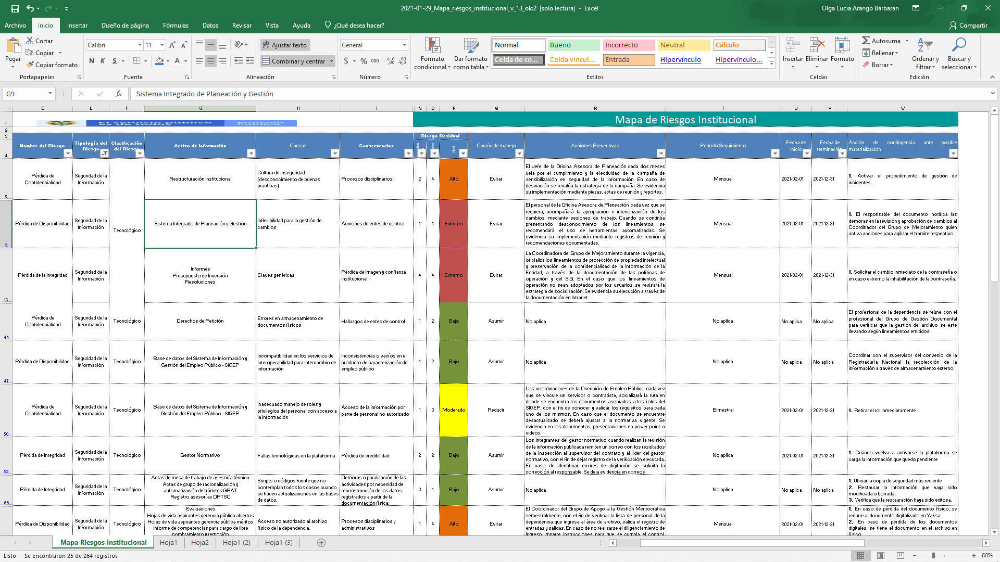 2021-01-29_Mapa_riesgos_institucional_v_13_ok:2 [solo lectura] - Excel
Olga Lucia Arango Barbaran
Archivo Inicio Insertar Diseño de página Fórmulas Datos Revisar Vista Ayuda ¿Qué desea hacer? Compartir
Pegar
Cortar
Copiar
Copiar formato
Portapapeles
Calibri 11
N K S
Fuente
Ajustar texto
Combinar y centrar
Alineación
General
$ % 000
Número
Formato condicional
Dar formato como tabla
Normal Bueno Incorrecto Neutral Cálculo
Celda de co... Celda vincul... Entrada Hipervínculo Hipervínculo...
Estilos
Insertar Eliminar Formato
Celdas
Autosuma
Rellenar
Borrar
Ordenar y filtrar
Buscar y seleccionar
Edición
G9
fx
Sistema Integrado de Planeación y Gestión
D E F G H I N O P Q R T U V W
1
El servicio público
es de todos
Función
Pública
Mapa de Riesgos Institucional
2
3
Riesgo Residual
4
Nombre del Riesgo
Tipología del Riesgo
Clasificación del Riesgo
Activo de Información
Causas
Consecuencias
Nivel
Opción de manejo
Acciones Preventivas
Periodo Seguimiento
Fecha de Inicio
Fecha de terminación
Acción de contingencia ante posible materialización
5
Pérdida de Confidencialidad
Seguridad de la Información
Restructuración Institucional
Cultura de inseguridad
(desconocimiento de buenas
practicas)
Procesos disciplinarios
2 4 Alto Evitar
El Jefe de la Oficina Asesora de Planeación cada dos meses
vela por el cumplimiento y la efectividad de la campaña de
sensibilización en seguridad de la información. En caso de
desviación se revalúa la estrategia de la campaña. Se evidencia
su implementación mediante piezas, actas de reunión y reportes.
Mensual
2021-02-01 2021-12-31
1. Activar el procedimiento de gestión de
incidentes.
9
Pérdida de Disponibilidad
Seguridad de la Información
Tecnológico
Sistema Integrado de Planeación y Gestión
Inflexibilidad para la gestión de
cambios
Acciones de entes de control
4 4 Extremo Evitar
El personal de la Oficina Asesora de Planeación cada vez que se
requiera, acompañará la apropiación e interiorización de los
cambios, mediante sesiones de trabajo. Cuando se continúa
presentando desconocimiento de los lineamientos, se
recomendará el uso de herramientas automatizadas. Se
evidencia su implementación mediante registros de reunión y
recomendaciones documentadas.
Mensual
2021-02-01 2021-12-31
1. El responsable del documento notifica las
demoras en la revisión y aprobación de cambios al
Coordinador del Grupo de Mejoramiento quien
activa acciones para agilizar el tramite respectivo.
13
Pérdida de la Integridad
Seguridad de la Información
Informes
Presupuesto de Inversión
Resoluciones
Claves genéricas
Pérdida de imagen y confianza
institucional
4 4 Extremo Evitar
La Coordinadora del Grupo de Mejoramiento durante la vigencia,
oficializa los lineamientos de protección de propiedad intelectual
y preservación de la confidencialidad de la información de la
Entidad, a través de la documentación de las políticas de
operación y del SIG. En el caso que los lineamientos de
operación no sean adoptados por los usuarios, se revisará la
estrategia de socialización. Se evidencia su ejecución a través de
la documentación en Intranet.
Mensual
2021-02-01 2021-12-31
1. Solicitar el cambio inmediato de la contraseña o
en caso extremo la inhabilitación de la contraseña.
44
Pérdida de Confidencialidad
Seguridad de la Información
Tecnológico
Derechos de Petición
Errores en almacenamiento de
documentos físicos
Hallazgos de entes de control
1 2 Bajo Asumir
No aplica
No aplica
No aplica No aplica
El profesional de la dependencia se reúne con el
profesional del Grupo de Gestión Documental
para verificar que la gestión del archivo se este
llevando según lineamientos emitidos.
47
Pérdida de Disponibilidad
Seguridad de la Información
Tecnológico
Base de datos del Sistema de Información y
Gestión del Empleo Público - SIGEP
Incompatibilidad en los servicios de
interoperabilidad para intercambio de
información
Inconsistencias o vacíos en el
producto de caracterización de
empleo público
1 2 Bajo Asumir
No aplica
No aplica
No aplica No aplica
Coordinar con el supervisor del convenio de la
Registraduría Nacional la recolección de la
información a través de almacenamiento externo.
50
Pérdida de Confidencialidad
Seguridad de la Información
Tecnológico
Base de datos del Sistema de Información y
Gestión del Empleo Público - SIGEP
Inadecuado manejo de roles y
privilegios del personal con acceso a
la información
Acceso de la información por
parte de personal no autorizado
1 3 Moderado Reducir
Los coordinadores de la Dirección de Empleo Público cada vez
que se vincule un servidor o contratista, socializará la ruta en
donde se encuentra los documentos asociados a los roles del
SIGEP, con el fin de conocer y validar los requisitos para cada
uno de los mismos. En caso que el documento se encuentre
desactualizado se deberá ajustar a la normativa vigente. Se
evidencia en los documentos, presentaciones en power point o
videos.
Bimestral
2021-02-01 2021-12-31
1. Retirar el rol inmediatamente
53
Pérdida de Integridad
Seguridad de la Información
Tecnológico
Gestor Normativo
Fallas tecnológicas en la plataforma
Pérdida de credibilidad
2 2 Bajo Asumir
Los integrantes del gestor normativo cuando realizan la revisión
de la información publicada remiten un correo con los resultados
de la inspección al supervisor del contrato y al líder del gestor
normativo, con el fin de dejar registro de la verificación ejecutada.
En caso de identificar errores de digitación se solicita la
corrección al responsable. Se deja evidencia en correos
No aplica
2021-02-01 2021-12-31
1. Cuando vuelva a activarse la plataforma se
carga la información que quedo pendiente
68
Pérdida de Integridad
Seguridad de la Información
Tecnológico
Actas de mesa de trabajo de asesoría técnica
Actas de grupo de racionalización y
automatización de trámites GRAT
Registro asesorías DPTSC
Scripts o códigos fuente que no
contemplan todos los casos cuando
se hacen actualizaciones en las bases
de datos.
Demoras o paralización de las
actividades por necesidad de
reconstrucción de los datos
registrados a partir de la
documentación física.
3 1 Bajo Asumir
No aplica
No aplica
No aplica No aplica
1. Ubicar la copia de seguridad más reciente
2. Restaurar la información que haya sido
modificada o borrada.
3. Verifica que la restauración haya sido exitosa.
Pérdida de Disponibilidad
Seguridad de la Información
Tecnológico
Evaluaciones
Hojas de vida aspirantes gerencia pública abiertos
Hojas de vida aspirantes gerencia pública méritos
Informe de competencias para cargo de libre
nombramiento y remoción
Acceso no autorizado al archivo
físico de la dependencia.
Procesos disciplinarios y
administrativos
1 4 Alto Evitar
El Coordinador del Grupo de Apoyo a la Gestión Meritocratica
semestralmente, con el fin de verificar la lista de personal de la
dependencia que ingresa al área de archivo, valida el registro de
entradas y salidas. En caso de no realizarse el diligenciamiento de
ingreso imparte instrucciones para que se cumpla el control.
Mensual
2021-02-01 2021-12-31
1. En caso de pérdida del documento físico, se
recurre al documento digitalizado en Yaksa.
2. En caso de pérdida de los documentos
digitales, se tiene el documento en el archivo en
físico.
Mapa Riesgos Institucional Hoja1 Hoja2 Hoja1 (2) Hoja1 (3)
Listo Se encontraron 25 de 264 registros
60%